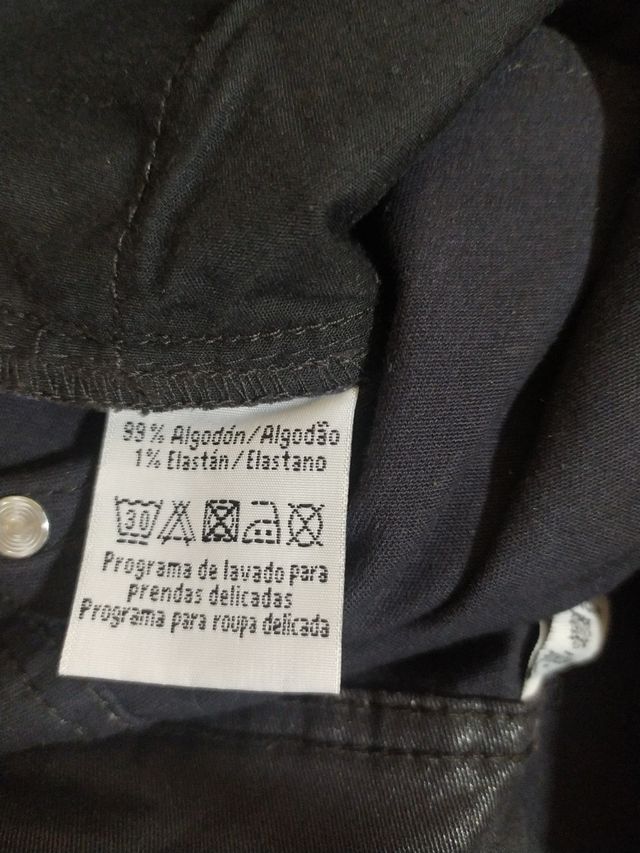 99% Algodón/Algodão
1% Elastán/Elastano
30
Programa de lavado para
prendas delicadas
Programa para roupa delicada